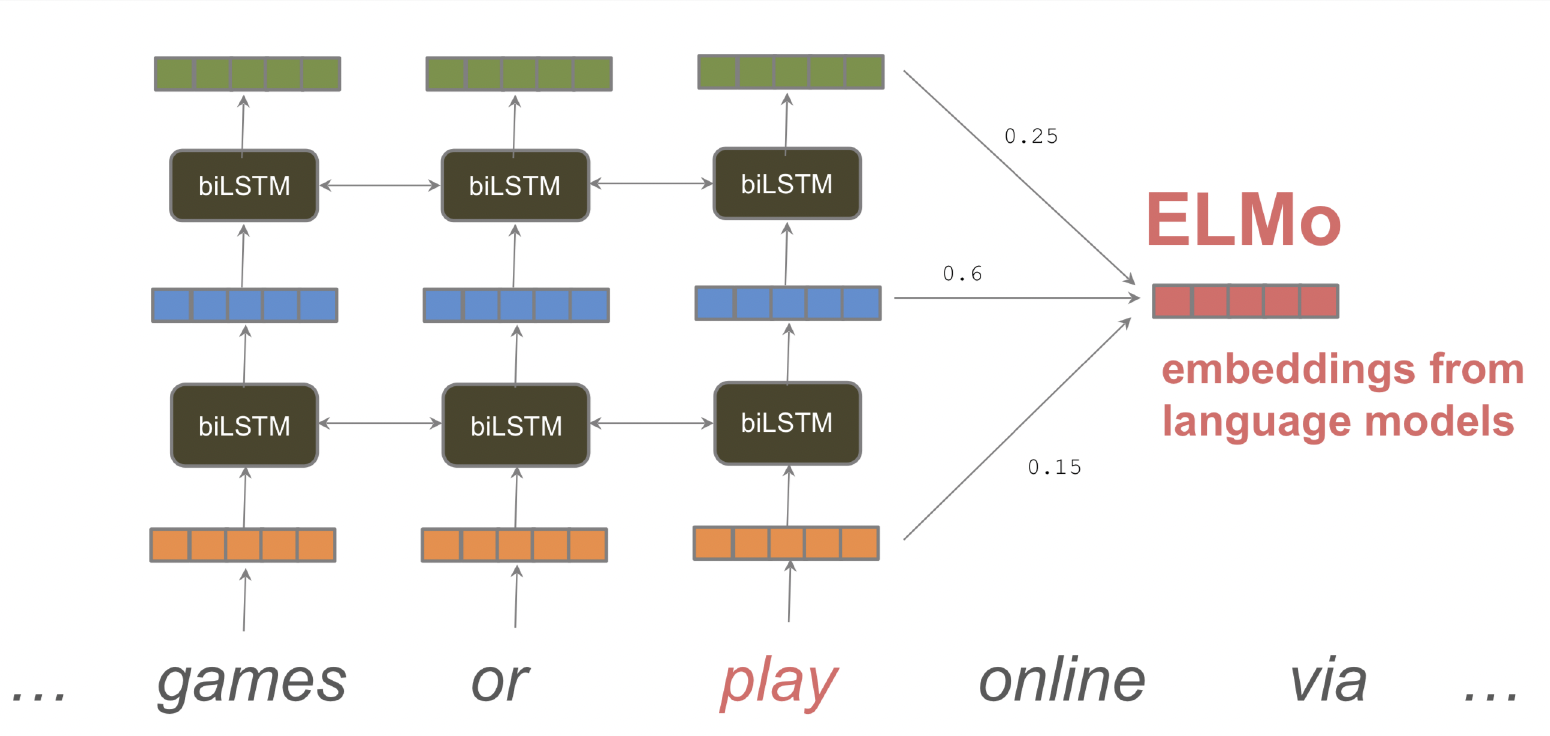 0.25
biLSTM biLSTM biLSTM
ELMo
0.6
embeddings from
language models
biLSTM biLSTM biLSTM
0.15
... games or play online via ...